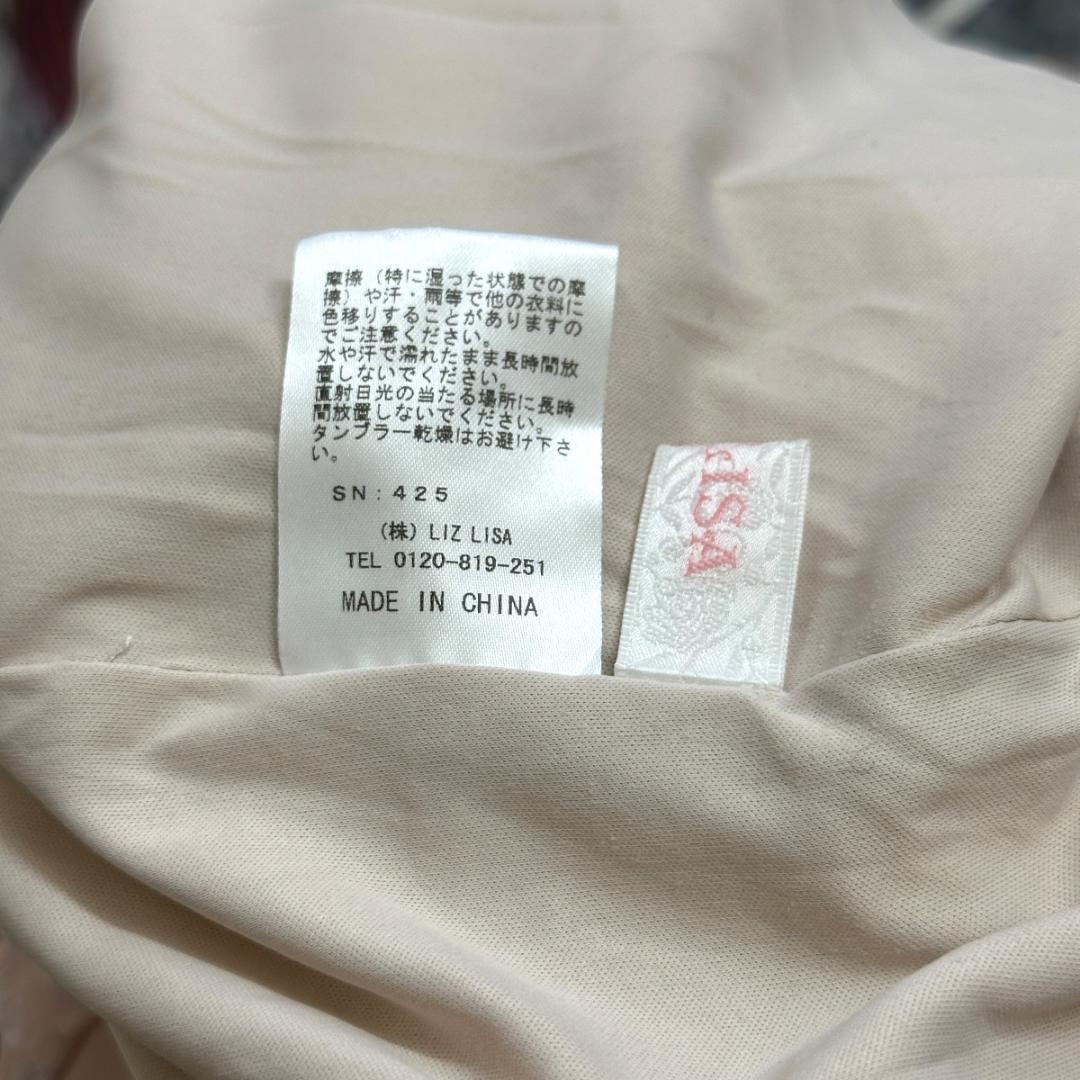 摩擦（特に湿った状態での摩
擦）や汗・雨等で他の衣料に
色移りすることがありますの
でご注意ください。
水や汗で濡れたまま長時間放
置しないでください。
直射日光の当たる場所に長時
間放置しないでください。
タンブラー乾燥はお避け下さ
い。
SN：425
（株）LIZ LISA
TEL 0120-819-251
MADE IN CHINA
ISA